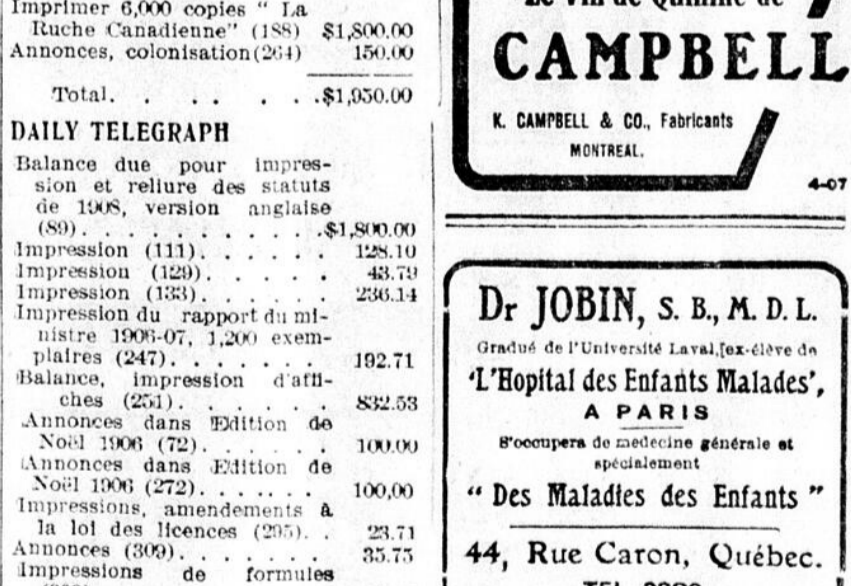 Imprimer 6,000 copies " La
Ruche Canadienne" (188) $1,800.00
Annonces, colonisation (264) 150.00
Total. . . . . . .$1,950.00
DAILY TELEGRAPH
Balance due pour impres-
sion et reliure des statuts
de 1908, version anglaise
(89). . . . . . . . . .$1,800.00
Impression (111). . . . . . 128.10
Impression (129). . . . . . 43.79
Impression (133). . . . . . 236.14
Impression du rapport du mi-
nistre 1906-07, 1,200 exem-
plaires (247). . . . . . . 192.71
Balance, impression d'affi-
ches (251). . . . . . . 832.53
Annonces dans Edition de
Noël 1906 (72). . . . . . 100.00
Annonces dans Edition de
Noël 1906 (272). . . . . . 100,00
Impressions, amendements à
la loi des licences (295). . 23.71
Annonces (309). . . . . . 35.75
Impressions de formules
Le Vin de Quinine de
CAMPBELL
K. CAMPBELL & CO., Fabricants
MONTREAL.
4-07
Dr JOBIN, S. B., M. D. L.
Gradué de l'Université Laval,[ex-élève de
'L'Hopital des Enfants Malades',
A PARIS
S'occupera de medecine générale et
spécialement
" Des Maladies des Enfants "
44, Rue Caron, Québec.